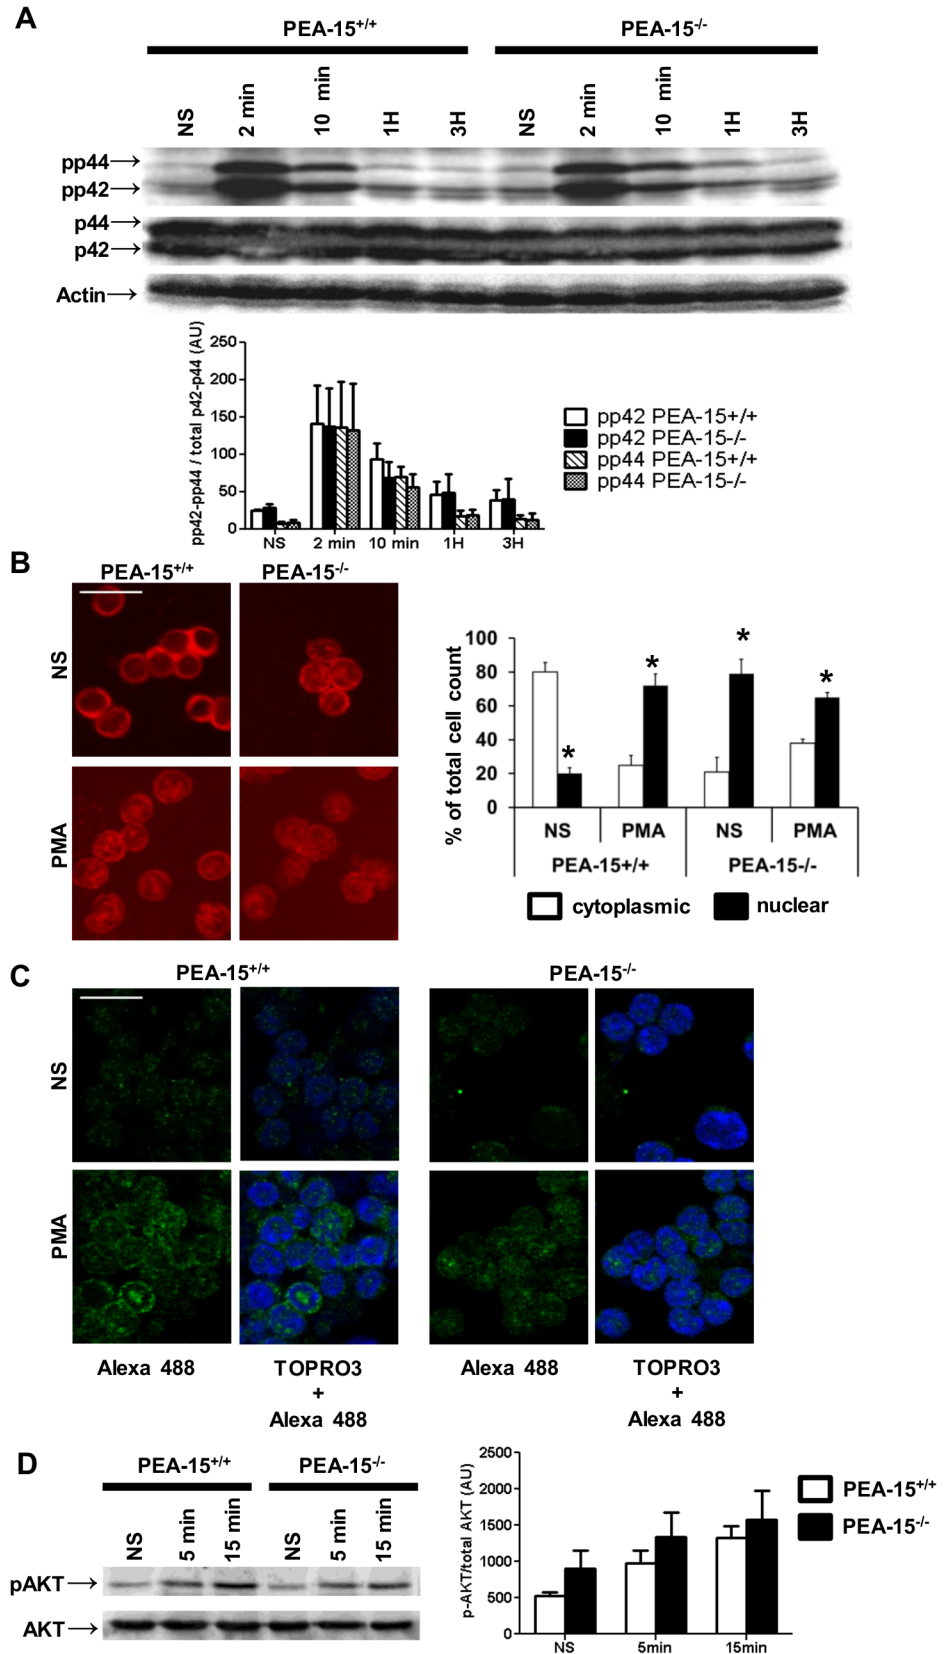 A
PEA-15+/+ PEA-15-/-
NS 2 min 10 min 1H 3H NS 2 min 10 min 1H 3H
pp44
pp42
p44
p42
Actin
pp42-pp44 / total p42-p44 (AU)
250
200
150
100
50
0
NS 2 min 10 min 1H 3H
pp42 PEA-15+/+
pp42 PEA-15-/-
pp44 PEA-15+/+
pp44 PEA-15-/-
B
PEA-15+/+ PEA-15-/-
NS
PMA
% of total cell count
100
80
60
40
20
0
* * * *
NS PMA NS PMA
PEA-15+/+ PEA-15-/-
cytoplasmic nuclear
C
PEA-15+/+ PEA-15-/-
NS
PMA
Alexa 488 TOPRO3 + Alexa 488 Alexa 488 TOPRO3 + Alexa 488
D
PEA-15+/+ PEA-15-/-
NS 5 min 15 min NS 5 min 15 min
pAKT
AKT
p-AKT/total AKT (AU)
2500
2000
1500
1000
500
0
NS 5min 15min
PEA-15+/+
PEA-15-/-